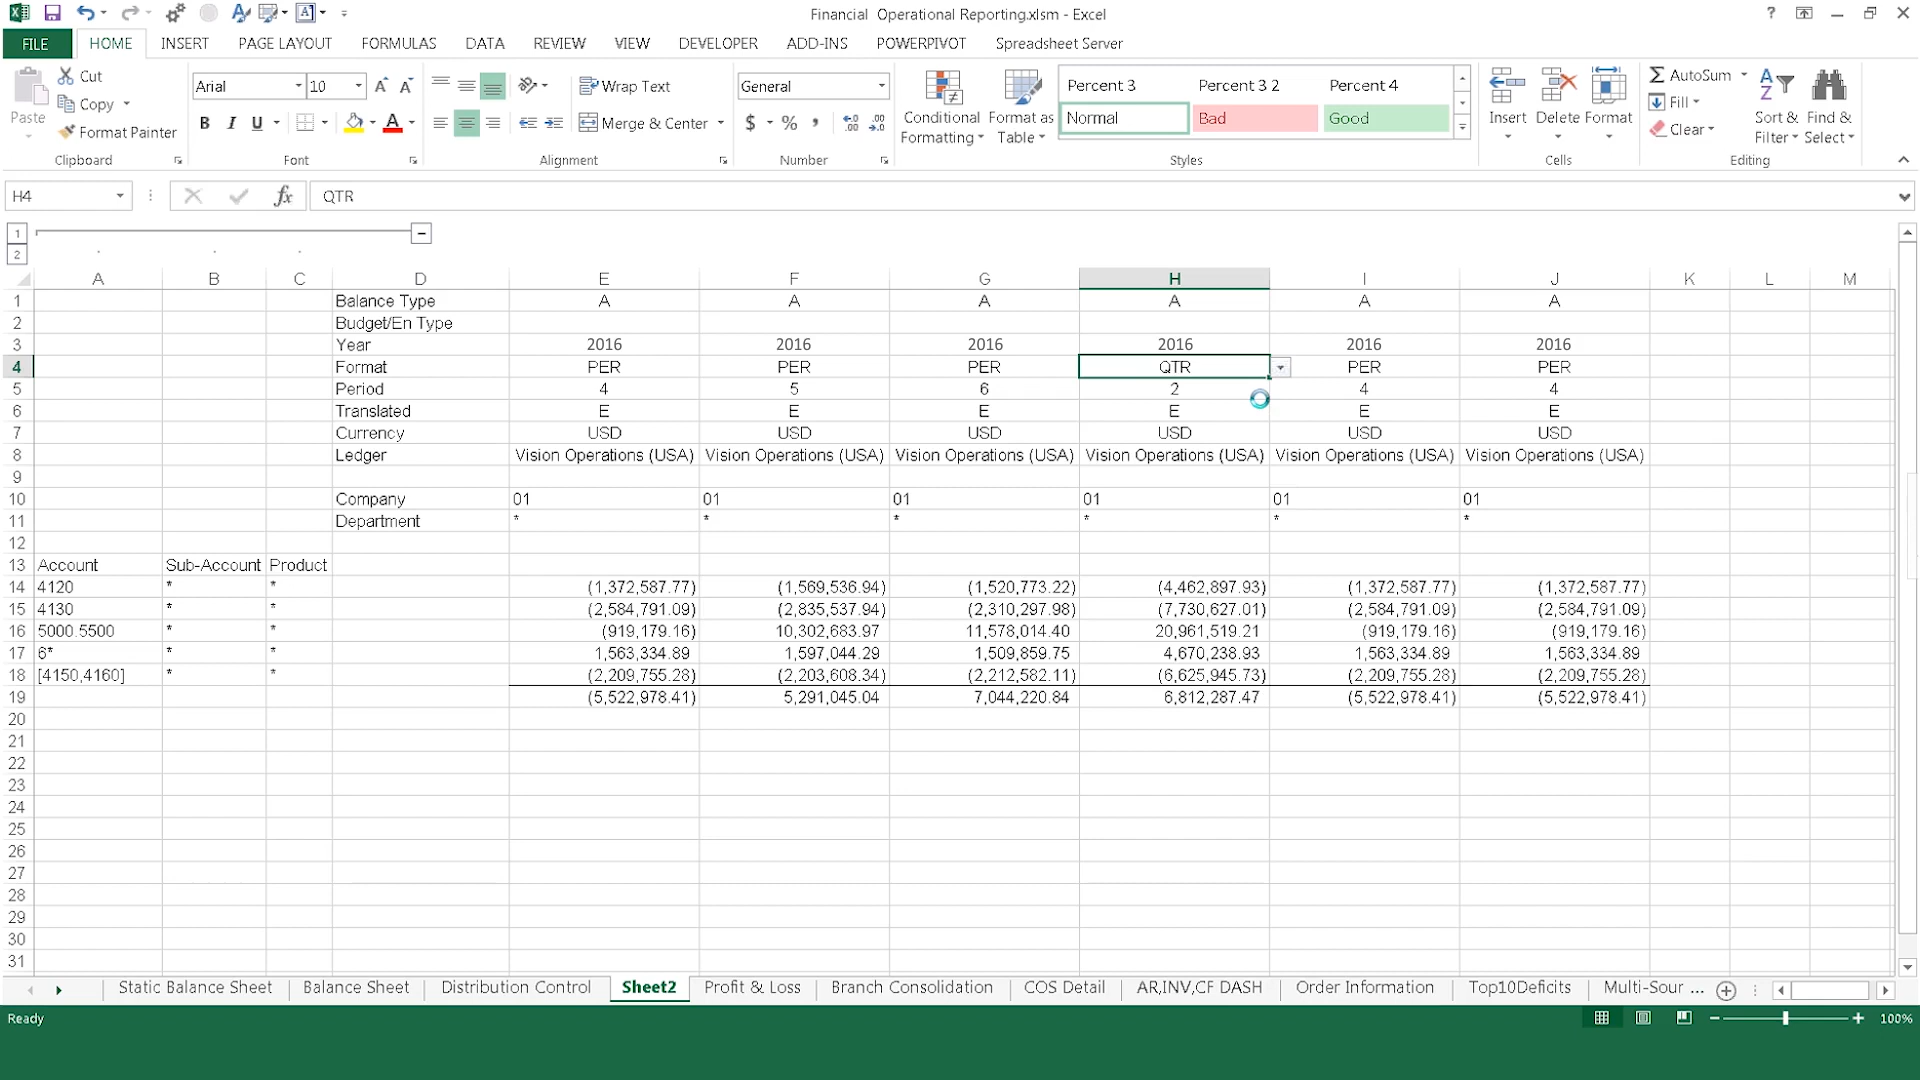 Financial  Operational Reporting.xlsm - Excel
FILE HOME INSERT PAGE LAYOUT FORMULAS DATA REVIEW VIEW DEVELOPER ADD-INS POWERPIVOT Spreadsheet Server
Paste Cut Copy Format Painter Clipboard
Arial 10 B I U A Font
Wrap Text Merge & Center Alignment
General $ % , Number
Conditional Formatting Format as Table
Percent 3 Percent 3 2 Percent 4
Normal Bad Good
Styles
Insert Delete Format Cells
AutoSum Fill Clear Sort & Filter Find & Select Editing
H4 fx QTR
1
2
A B C D E F G H I J K L M
1 Balance Type A A A A A A
2 Budget/En Type
3 Year 2016 2016 2016 2016 2016 2016
4 Format PER PER PER QTR PER PER
5 Period 4 5 6 2 4 4
6 Translated E E E E E E
7 Currency USD USD USD USD USD USD
8 Ledger Vision Operations (USA) Vision Operations (USA) Vision Operations (USA) Vision Operations (USA) Vision Operations (USA) Vision Operations (USA)
9
10 Company 01 01 01 01 01 01
11 Department * * * * * *
12
13 Account Sub-Account Product
14 4120 * * (1,372,587.77) (1,569,536.94) (1,520,773.22) (4,462,897.93) (1,372,587.77) (1,372,587.77)
15 4130 * * (2,584,791.09) (2,835,537.94) (2,310,297.98) (7,730,627.01) (2,584,791.09) (2,584,791.09)
16 5000.5500 * * (919,179.16) 10,302,683.97 11,578,014.40 20,961,519.21 (919,179.16) (919,179.16)
17 6* * * 1,563,334.89 1,597,044.29 1,509,859.75 4,670,238.93 1,563,334.89 1,563,334.89
18 [4150,4160] * * (2,209,755.28) (2,203,608.34) (2,212,582.11) (6,625,945.73) (2,209,755.28) (2,209,755.28)
19 (5,522,978.41) 5,291,045.04 7,044,220.84 6,812,287.47 (5,522,978.41) (5,522,978.41)
20
21
22
23
24
25
26
27
28
29
30
31
Static Balance Sheet Balance Sheet Distribution Control Sheet2 Profit & Loss Branch Consolidation COS Detail AR,INV,CF DASH Order Information Top10Deficits Multi-Sour ...
Ready 100%